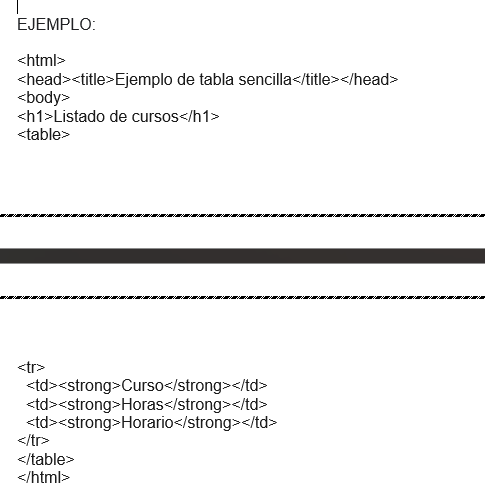 EJEMPLO:
<html>
<head><title>Ejemplo de tabla sencilla</title></head>
<body>
<h1>Listado de cursos</h1>
<table>
<tr>
<td><strong>Curso</strong></td>
<td><strong>Horas</strong></td>
<td><strong>Horario</strong></td>
</tr>
</table>
</html>